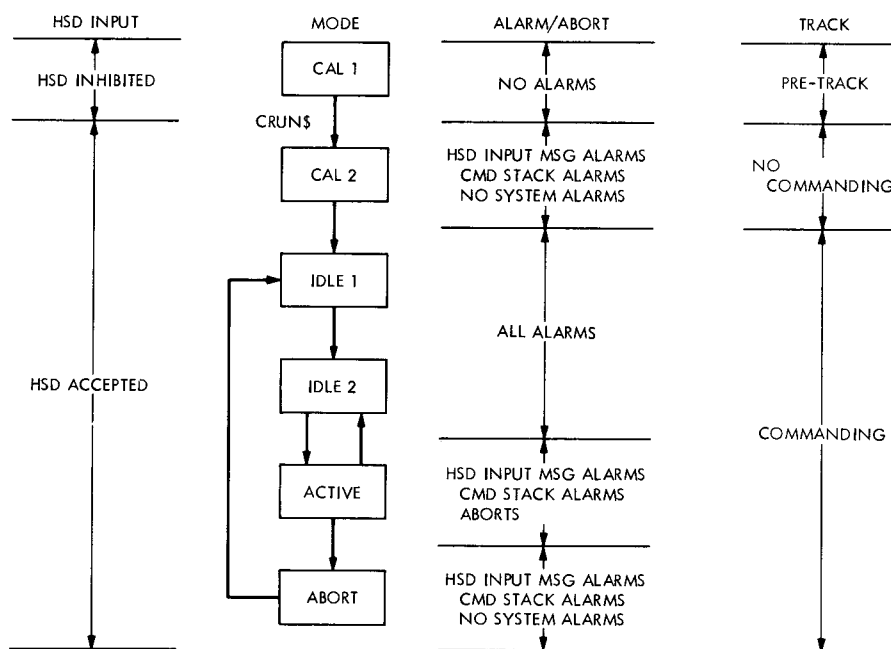 HSD INPUT
MODE
ALARM/ABORT
TRACK
CAL 1
HSD INHIBITED
NO ALARMS
PRE-TRACK
CRUN$
CAL 2
HSD INPUT MSG ALARMS
CMD STACK ALARMS
NO SYSTEM ALARMS
NO
COMMANDING
IDLE 1
ALL ALARMS
IDLE 2
HSD ACCEPTED
COMMANDING
ACTIVE
HSD INPUT MSG ALARMS
CMD STACK ALARMS
ABORTS
ABORT
HSD INPUT MSG ALARMS
CMD STACK ALARMS
NO SYSTEM ALARMS